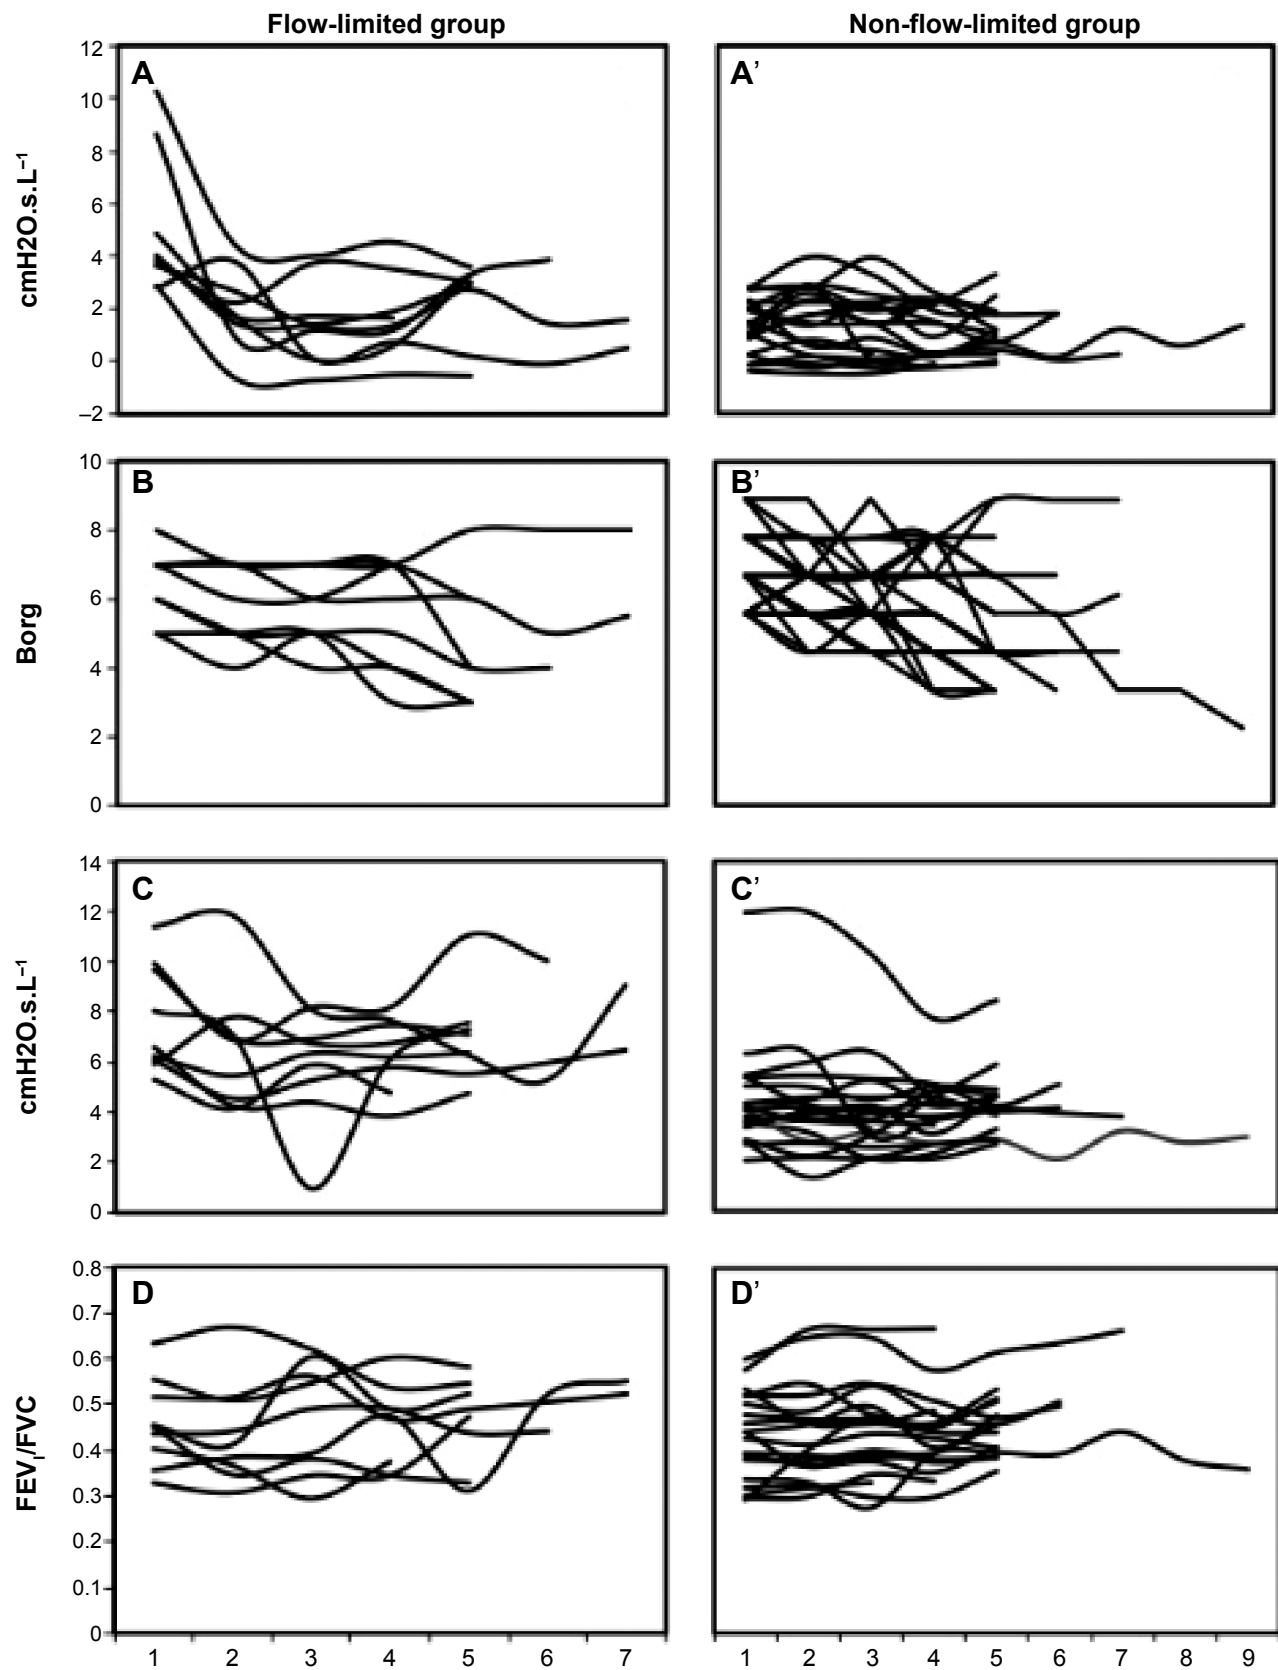 Flow-limited group
Non-flow-limited group
A
A’
cmH2O.s.L⁻¹
12
10
8
6
4
2
0
–2
B
B’
Borg
10
8
6
4
2
0
C
C’
cmH2O.s.L⁻¹
14
12
10
8
6
4
2
0
D
D’
FEVI/FVC
0.8
0.7
0.6
0.5
0.4
0.3
0.2
0.1
0
1 2 3 4 5 6 7
1 2 3 4 5 6 7 8 9